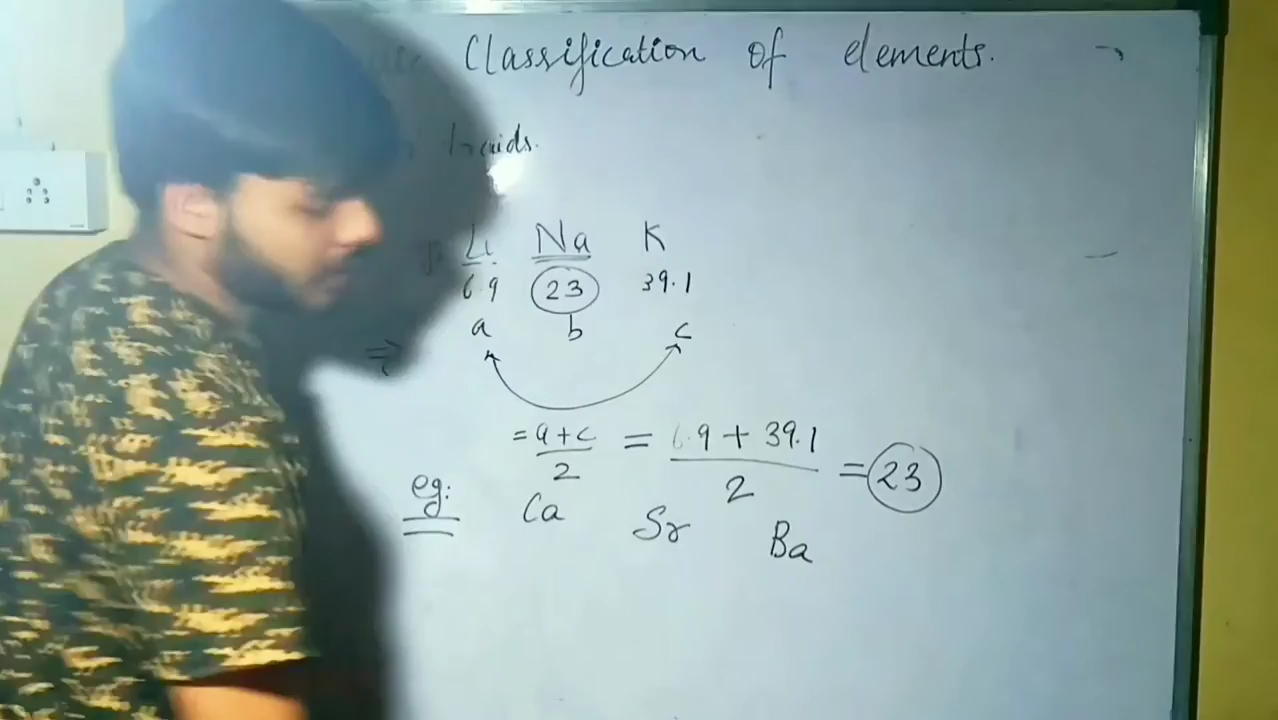 Classification of elements.
Li Na K
6.9 23 39.1
a b c
= a+c / 2 = 6.9 + 39.1 / 2 = 23
eg: Ca Sr Ba